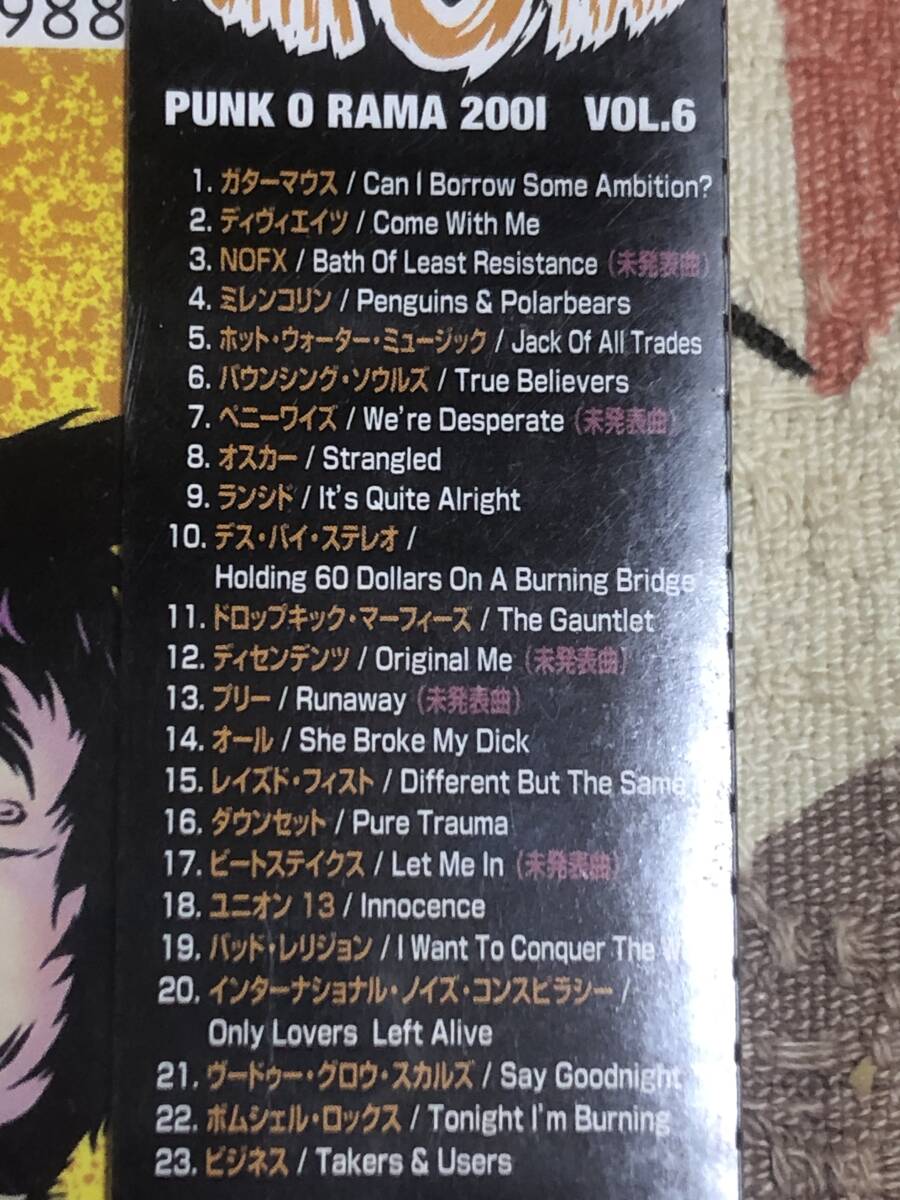 988
PUNK O RAMA 2001 VOL.6
1. ガターマウス / Can I Borrow Some Ambition?
2. ディヴィエイツ / Come With Me
3. NOFX / Bath Of Least Resistance (未発表曲)
4. ミレンコリン / Penguins & Polarbears
5. ホット・ウォーター・ミュージック / Jack Of All Trades
6. バウンシング・ソウルズ / True Believers
7. ペニーワイズ / We're Desperate (未発表曲)
8. オスカー / Strangled
9. ランシド / It's Quite Alright
10. デス・バイ・ステレオ /
Holding 60 Dollars On A Burning Bridge
11. ドロップキック・マーフィーズ / The Gauntlet
12. ディセンデンツ / Original Me (未発表曲)
13. プリー / Runaway (未発表曲)
14. オール / She Broke My Dick
15. レイズド・フィスト / Different But The Same
16. ダウンセット / Pure Trauma
17. ビートステイクス / Let Me In (未発表曲)
18. ユニオン 13 / Innocence
19. バッド・レリジョン / I Want To Conquer The
20. インターナショナル・ノイズ・コンスピラシー /
Only Lovers Left Alive
21. ヴードゥー・グロウ・スカルズ / Say Goodnight
22. ボムシェル・ロックス / Tonight I'm Burning
23. ビジネス / Takers & Users